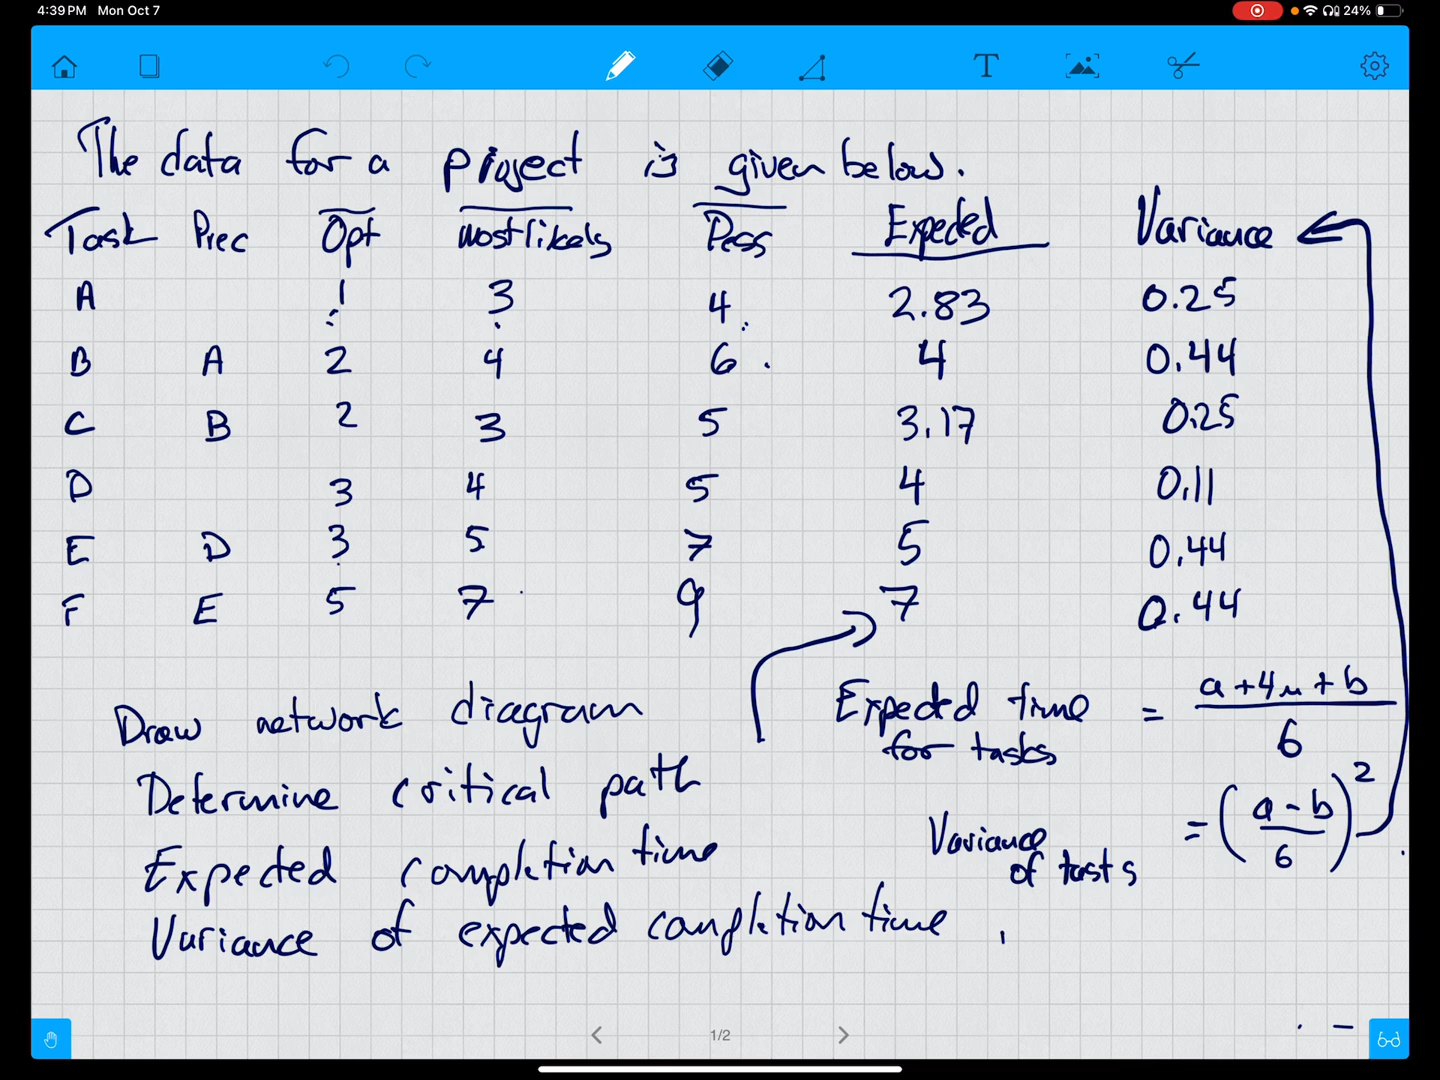 4:39 PM Mon Oct 7
24%
T
The data for a project is given below.
Task Prec Opt most likely Pess Expected Variance
A 1 3 4 2.83 0.25
B A 2 4 6 4 0.44
C B 2 3 5 3.17 0.25
D 3 4 5 4 0.11
E D 3 5 7 5 0.44
F E 5 7 9 7 0.44
Draw network diagram
Determine critical path
Expected completion time
Variance of expected completion time.
Expected time for tasks = (a + 4m + b) / 6
Variance of tasks = ((a - b) / 6)²
1/2